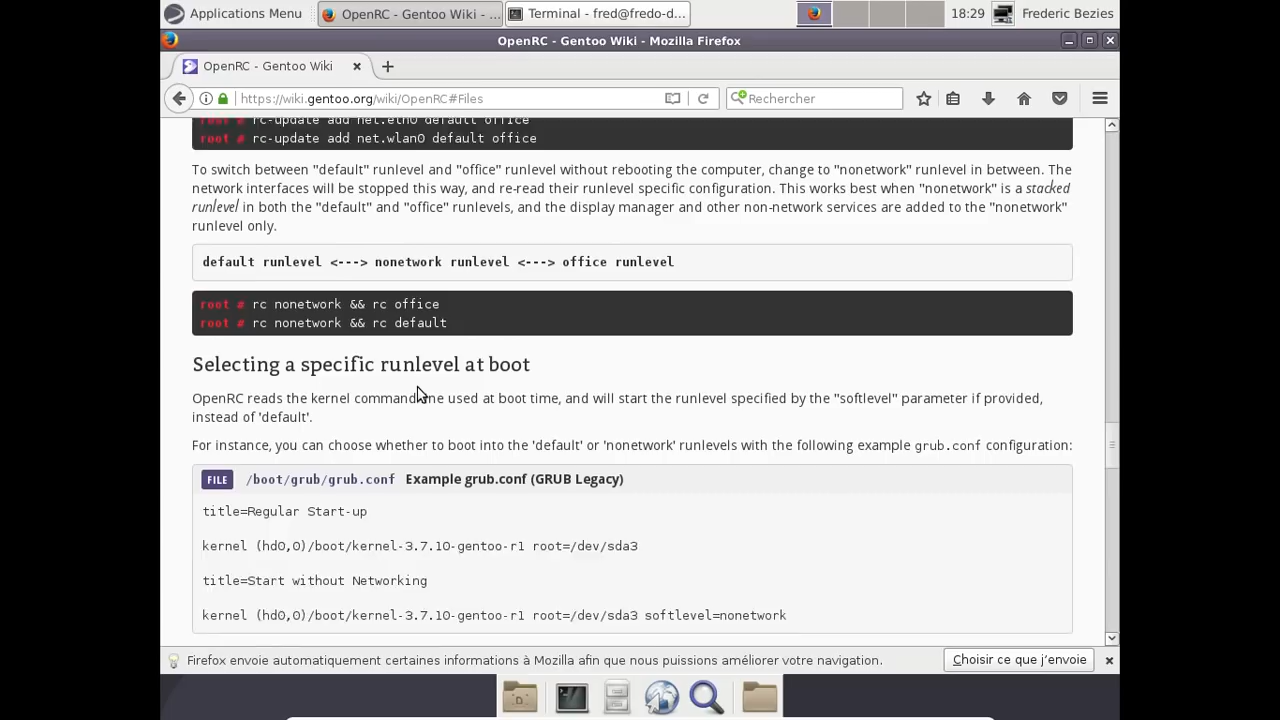 Applications Menu
OpenRC - Gentoo Wiki - ...
Terminal - fred@fredo-d...
18:29
Frederic Bezies
OpenRC - Gentoo Wiki - Mozilla Firefox
OpenRC - Gentoo Wiki
https://wiki.gentoo.org/wiki/OpenRC#Files
Rechercher
root # rc-update add net.eth0 default office
root # rc-update add net.wlan0 default office
To switch between "default" runlevel and "office" runlevel without rebooting the computer, change to "nonetwork" runlevel in between. The
network interfaces will be stopped this way, and re-read their runlevel specific configuration. This works best when "nonetwork" is a stacked
runlevel in both the "default" and "office" runlevels, and the display manager and other non-network services are added to the "nonetwork"
runlevel only.
default runlevel <---> nonetwork runlevel <---> office runlevel
root # rc nonetwork && rc office
root # rc nonetwork && rc default
Selecting a specific runlevel at boot
OpenRC reads the kernel command line used at boot time, and will start the runlevel specified by the "softlevel" parameter if provided,
instead of 'default'.
For instance, you can choose whether to boot into the 'default' or 'nonetwork' runlevels with the following example grub.conf configuration:
FILE /boot/grub/grub.conf Example grub.conf (GRUB Legacy)
title=Regular Start-up
kernel (hd0,0)/boot/kernel-3.7.10-gentoo-r1 root=/dev/sda3
title=Start without Networking
kernel (hd0,0)/boot/kernel-3.7.10-gentoo-r1 root=/dev/sda3 softlevel=nonetwork
Firefox envoie automatiquement certaines informations à Mozilla afin que nous puissions améliorer votre navigation.
Choisir ce que j'envoie